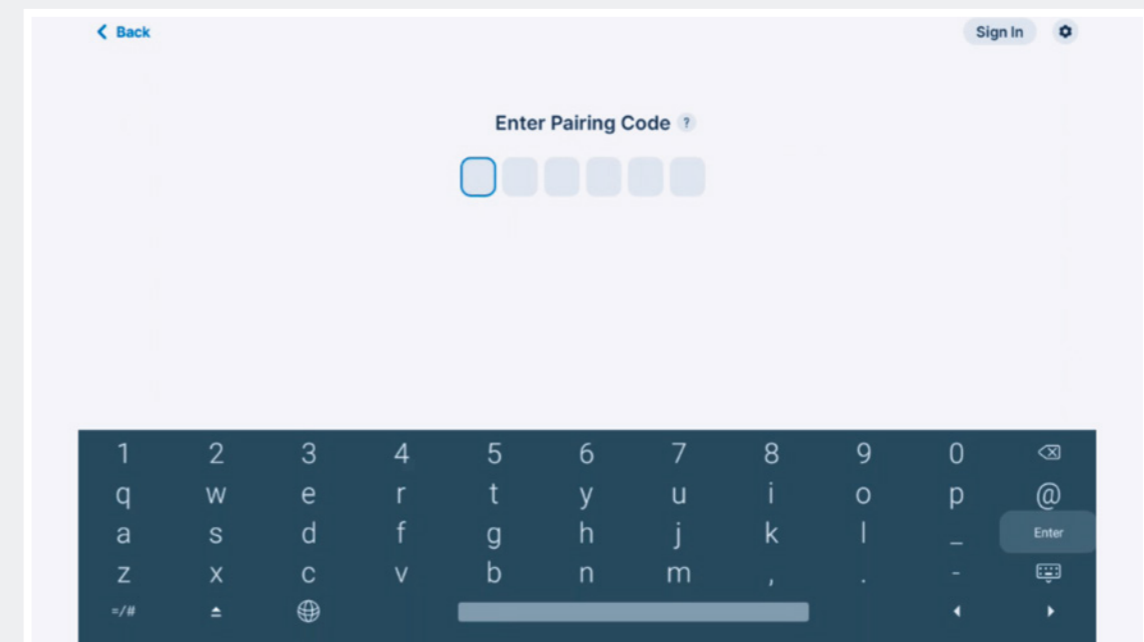 Back Sign In
Enter Pairing Code ?
1 2 3 4 5 6 7 8 9 0
q w e r t y u i o p @
a s d f g h j k l _ Enter
z x c v b n m , . -
=/#